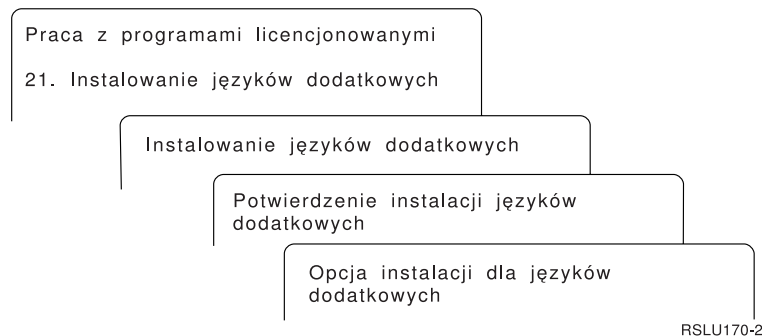 Praca z programami licencjonowanymi
21. Instalowanie języków dodatkowych
Instalowanie języków dodatkowych
Potwierdzenie instalacji języków
dodatkowych
Opcja instalacji dla języków
dodatkowych
RSLU170-2